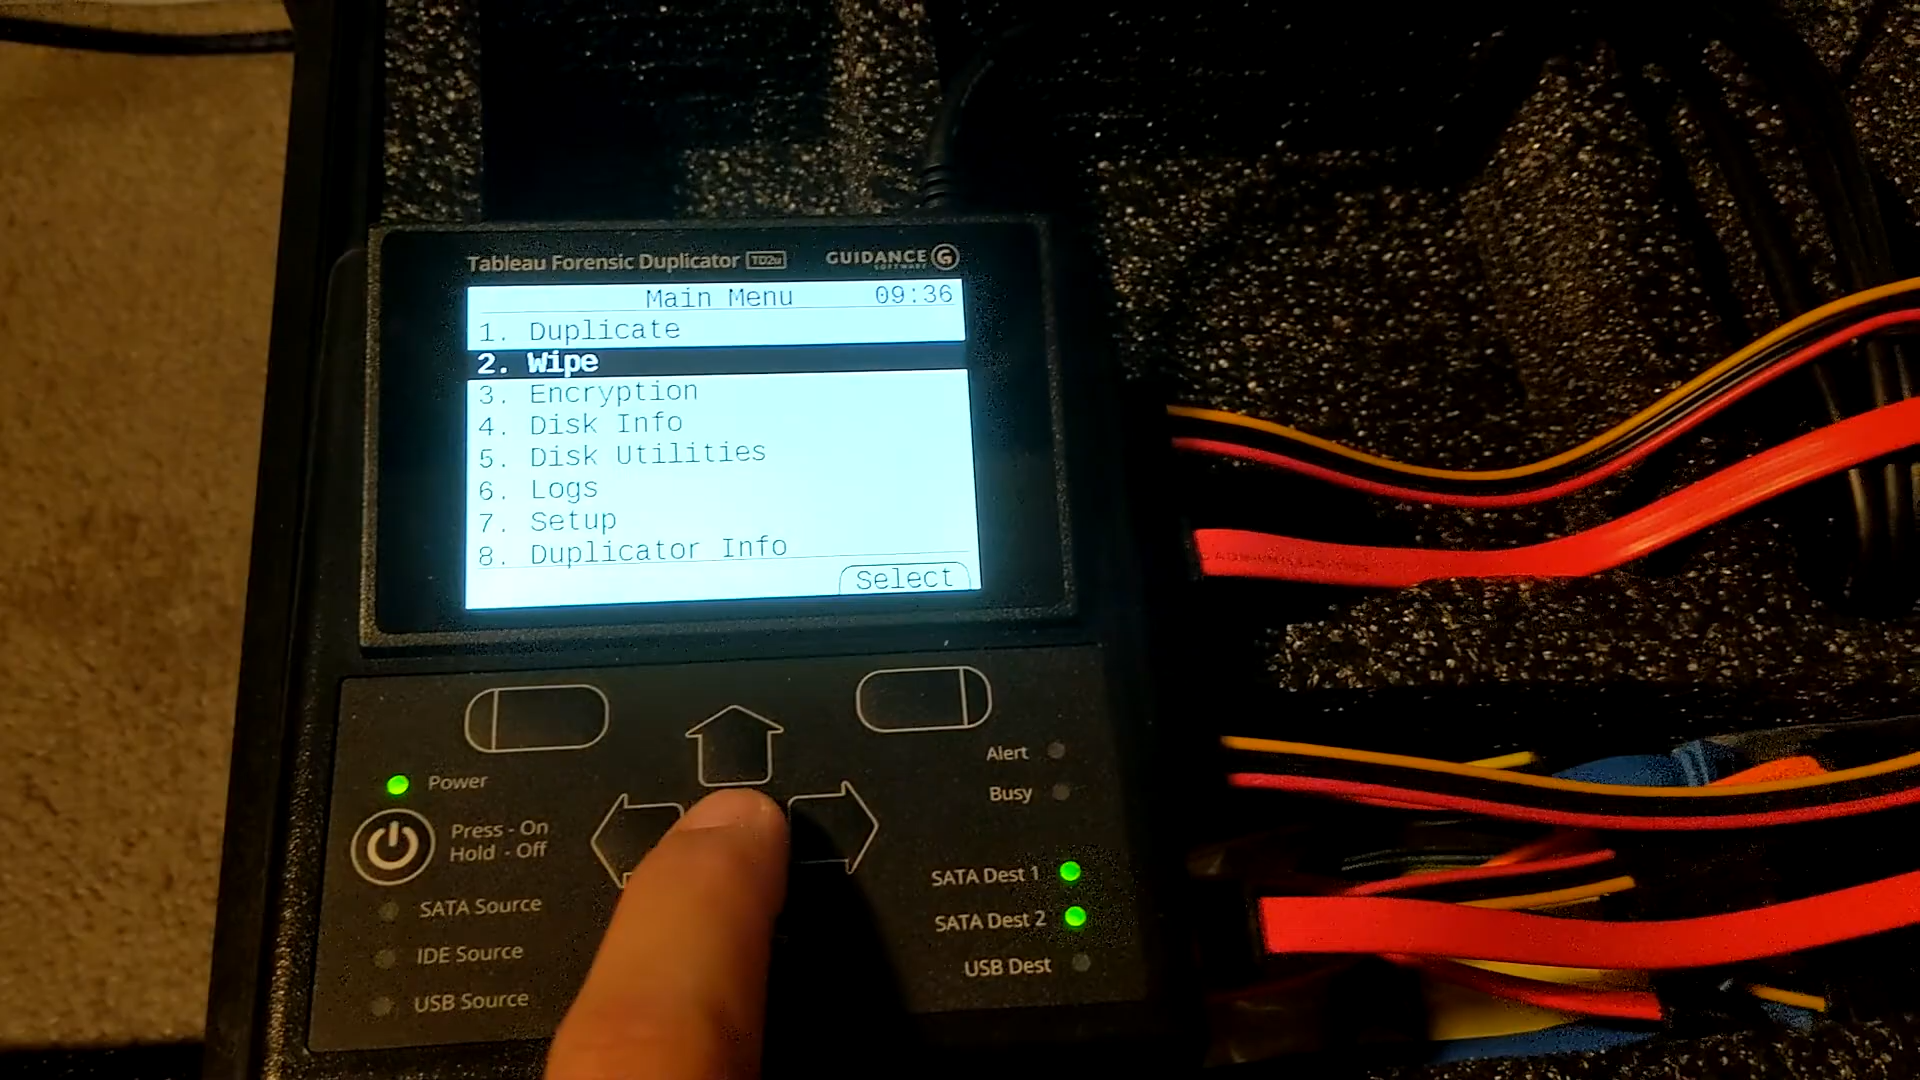 Tableau Forensic Duplicator TD2u
GUIDANCE G
SOFTWARE
Main Menu 09:36
1. Duplicate
2. Wipe
3. Encryption
4. Disk Info
5. Disk Utilities
6. Logs
7. Setup
8. Duplicator Info
Select
Power
Press - On
Hold - Off
SATA Source
IDE Source
USB Source
Alert
Busy
SATA Dest 1
SATA Dest 2
USB Dest